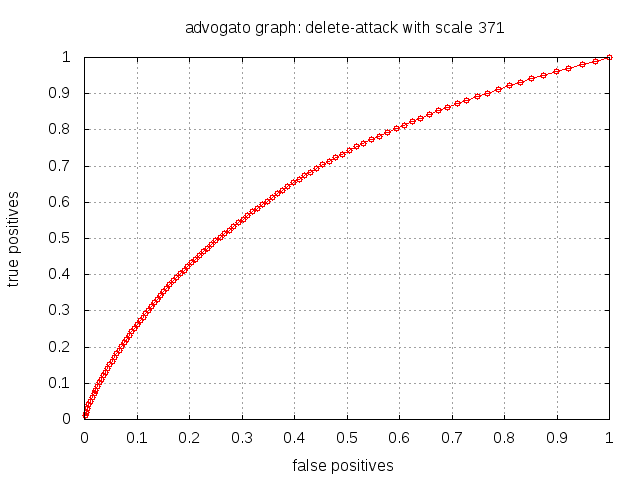 advogato graph: delete-attack with scale 371
1
0.9
0.8
0.7
0.6
0.5
0.4
0.3
0.2
0.1
0
true positives
0 0.1 0.2 0.3 0.4 0.5 0.6 0.7 0.8 0.9 1
false positives